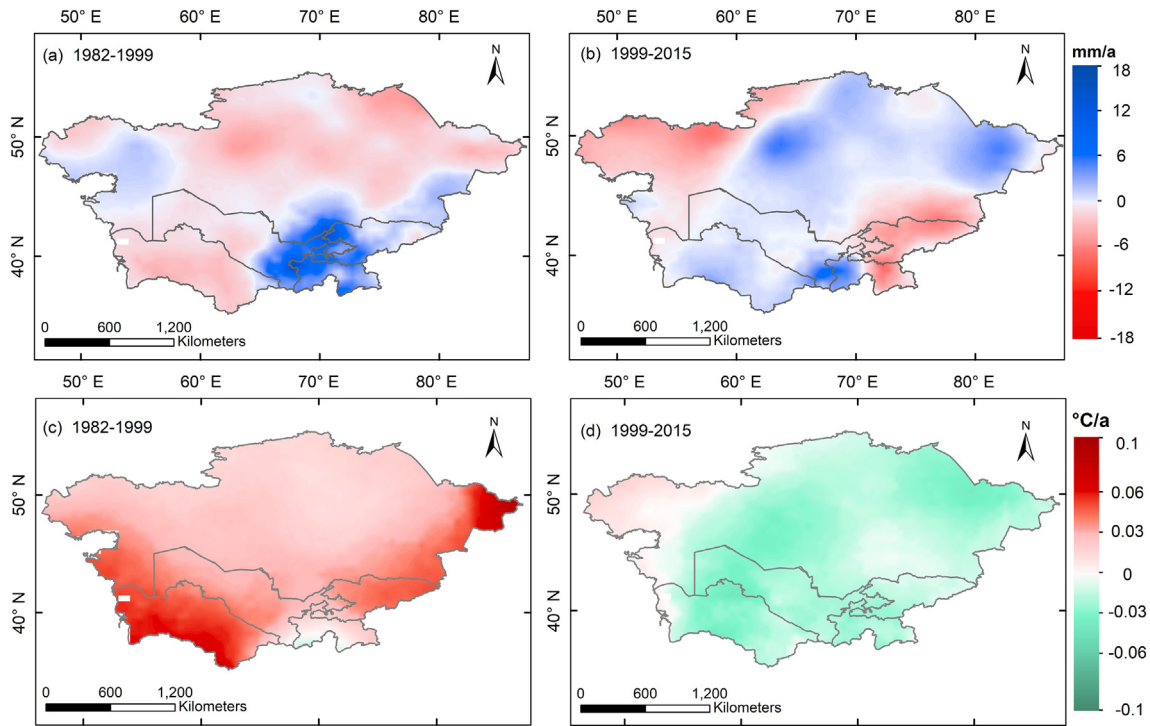 50° E 60° E 70° E 80° E 50° E 60° E 70° E 80° E
(a) 1982-1999
N
(b) 1999-2015
N
mm/a
18
12
6
0
-6
-12
-18
50° N
40° N
50° N
40° N
0 600 1,200
Kilometers
0 600 1,200
Kilometers
50° E 60° E 70° E 80° E 50° E 60° E 70° E 80° E
(c) 1982-1999
N
(d) 1999-2015
N
°C/a
0.1
0.06
0.03
0
-0.03
-0.06
-0.1
50° N
40° N
50° N
40° N
0 600 1,200
Kilometers
0 600 1,200
Kilometers